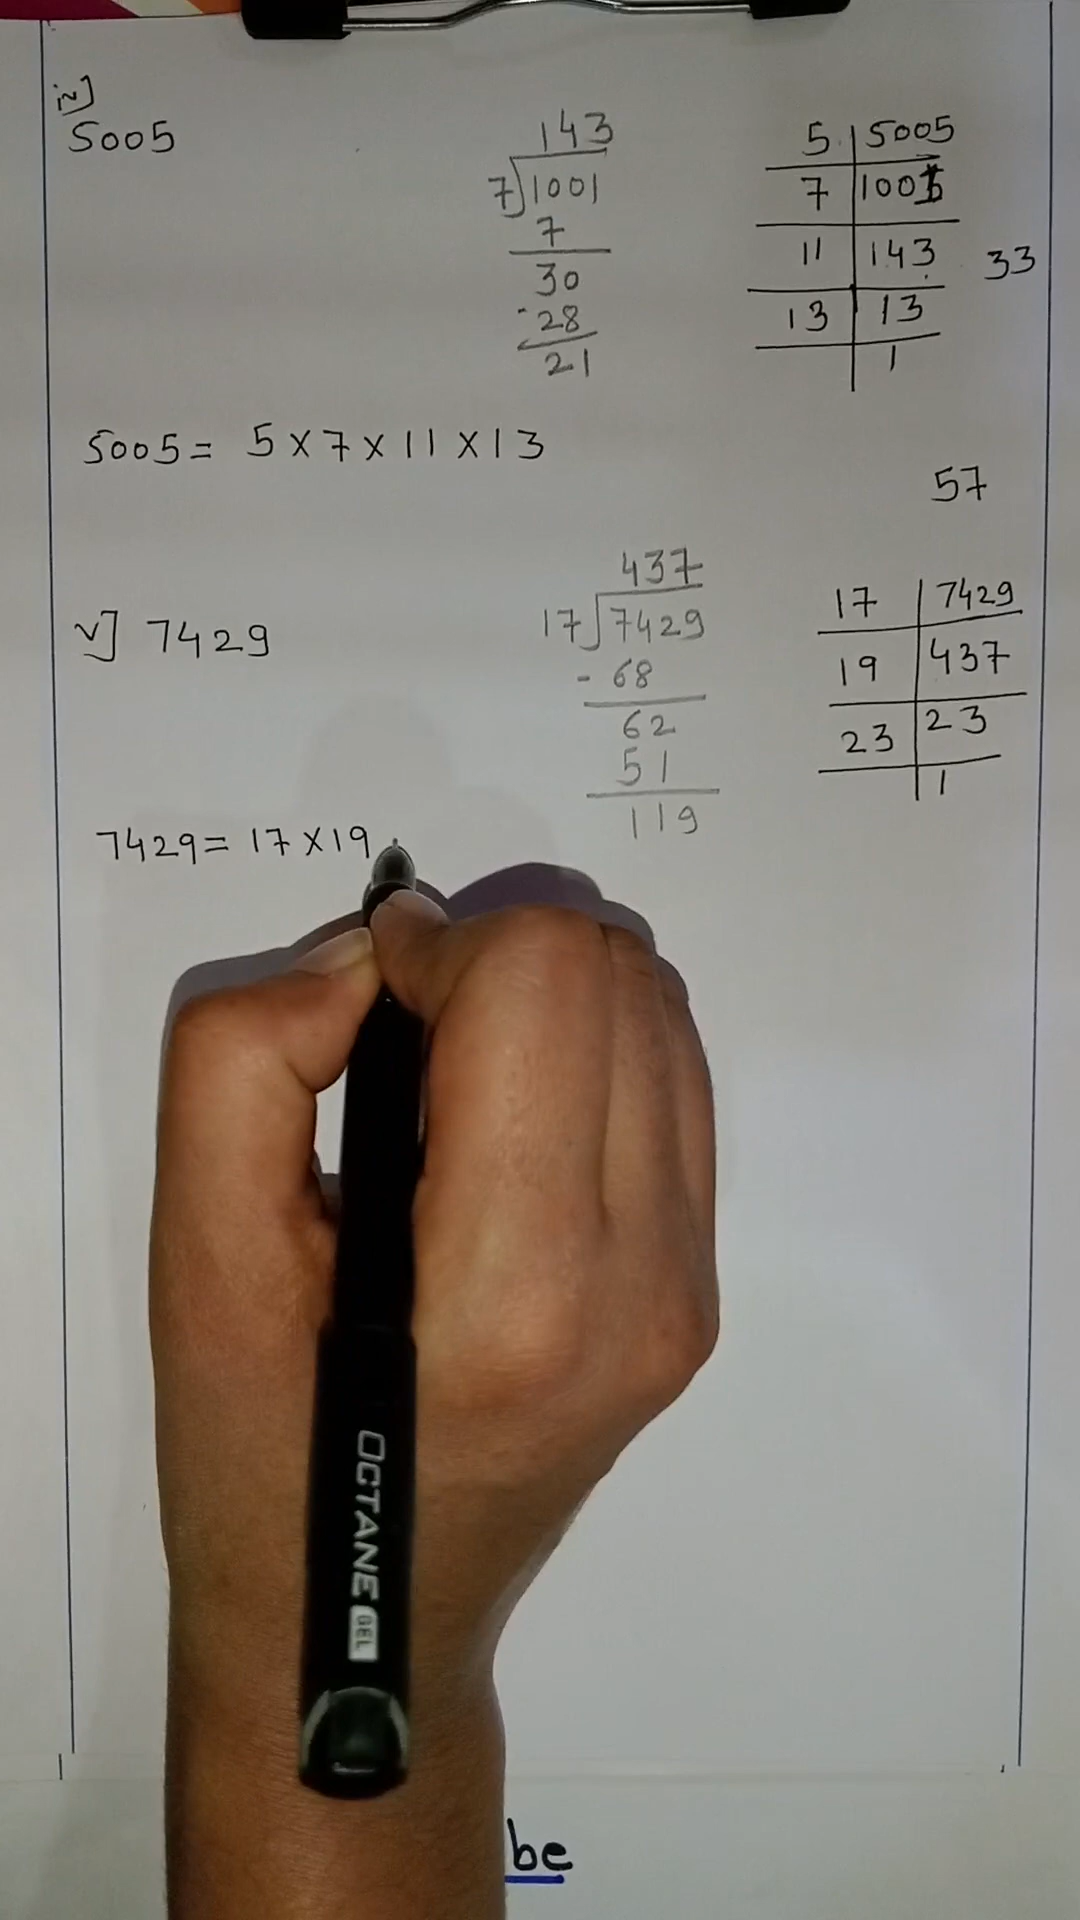 iv]
5005
143
7)1001
7
30
-28
21
5 | 5005
7 | 1001
11 | 143
13 | 13
1
33
5005 = 5 × 7 × 11 × 13
57
v] 7429
437
17)7429
- 68
62
51
119
17 | 7429
19 | 437
23 | 23
1
7429 = 17 × 19
OCTANE GEL
be